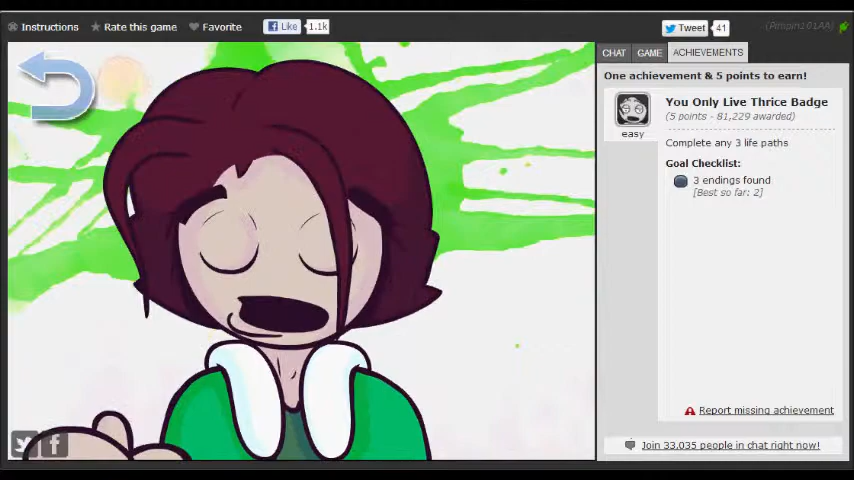 Instructions
Rate this game
Favorite
Like
1.1k
Tweet
41
CHAT
GAME
ACHIEVEMENTS
One achievement & 5 points to earn!
You Only Live Thrice Badge
(5 points - 81,229 awarded)
easy
Complete any 3 life paths
Goal Checklist:
3 endings found
[Best so far: 2]
Report missing achievement
Join 33,035 people in chat right now!